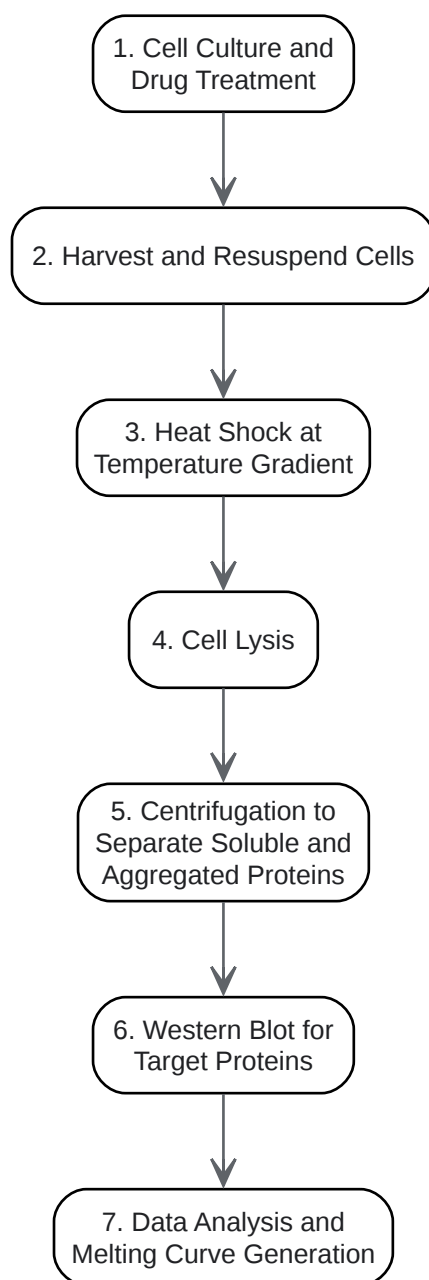 1. Cell Culture and
Drug Treatment
2. Harvest and Resuspend Cells
3. Heat Shock at
Temperature Gradient
4. Cell Lysis
5. Centrifugation to
Separate Soluble and
Aggregated Proteins
6. Western Blot for
Target Proteins
7. Data Analysis and
Melting Curve Generation